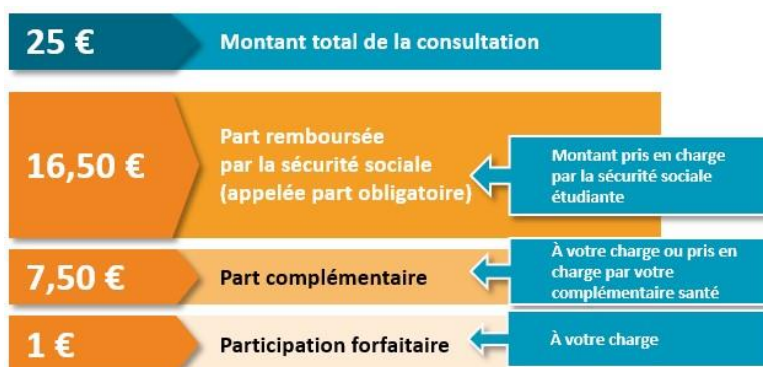 25 € Montant total de la consultation
16,50 € Part remboursée
par la sécurité sociale
(appelée part obligatoire)
Montant pris en charge
par la sécurité sociale
étudiante
7,50 € Part complémentaire
À votre charge ou pris en
charge par votre
complémentaire santé
1 € Participation forfaitaire
À votre charge